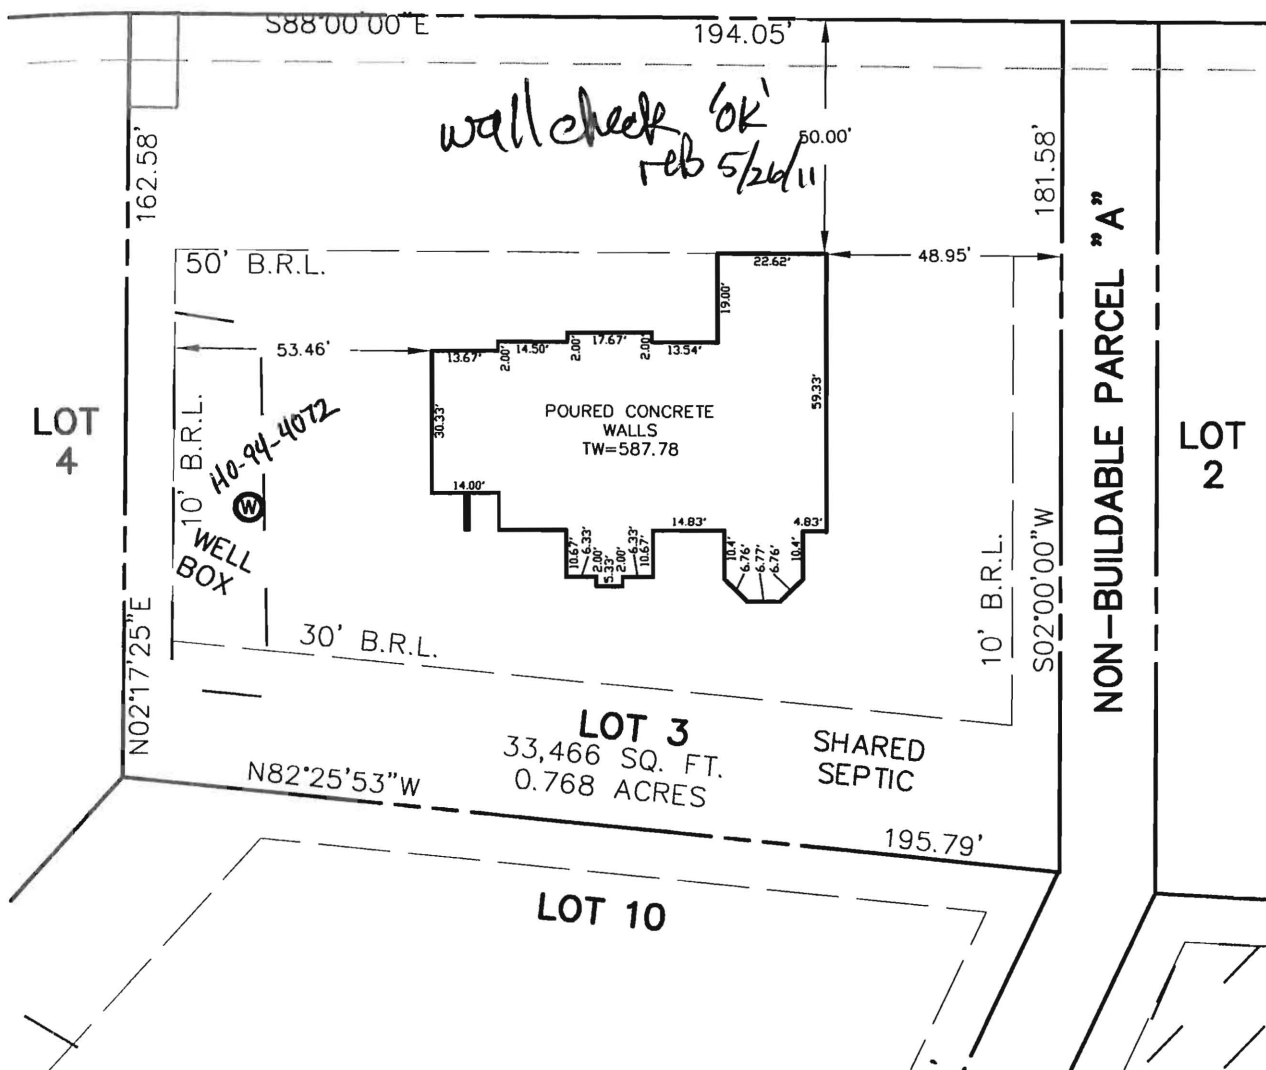 S88°00'00"E
194.05'
wall check 'OK'
reb 5/26/11
50.00'
162.58'
181.58'
50' B.R.L.
22.62'
48.95'
19.00'
53.46'
13.67'
2.00'
14.50'
2.00'
17.67'
2.00'
13.54'
59.33'
30.33'
POURED CONCRETE
WALLS
TW=587.78
LOT
4
10' B.R.L.
HO-94-4072
W
WELL
BOX
14.00'
10.67'
6.33'
2.00'
5.33'
2.00'
6.33'
10.67'
14.83'
10.4'
6.76'
6.77'
6.76'
10.4'
4.83'
NON-BUILDABLE PARCEL "A"
LOT
2
10' B.R.L.
S02°00'00"W
N02°17'25"E
30' B.R.L.
LOT 3
33,466 SQ. FT.
0.768 ACRES
SHARED
SEPTIC
N82°25'53"W
195.79'
LOT 10